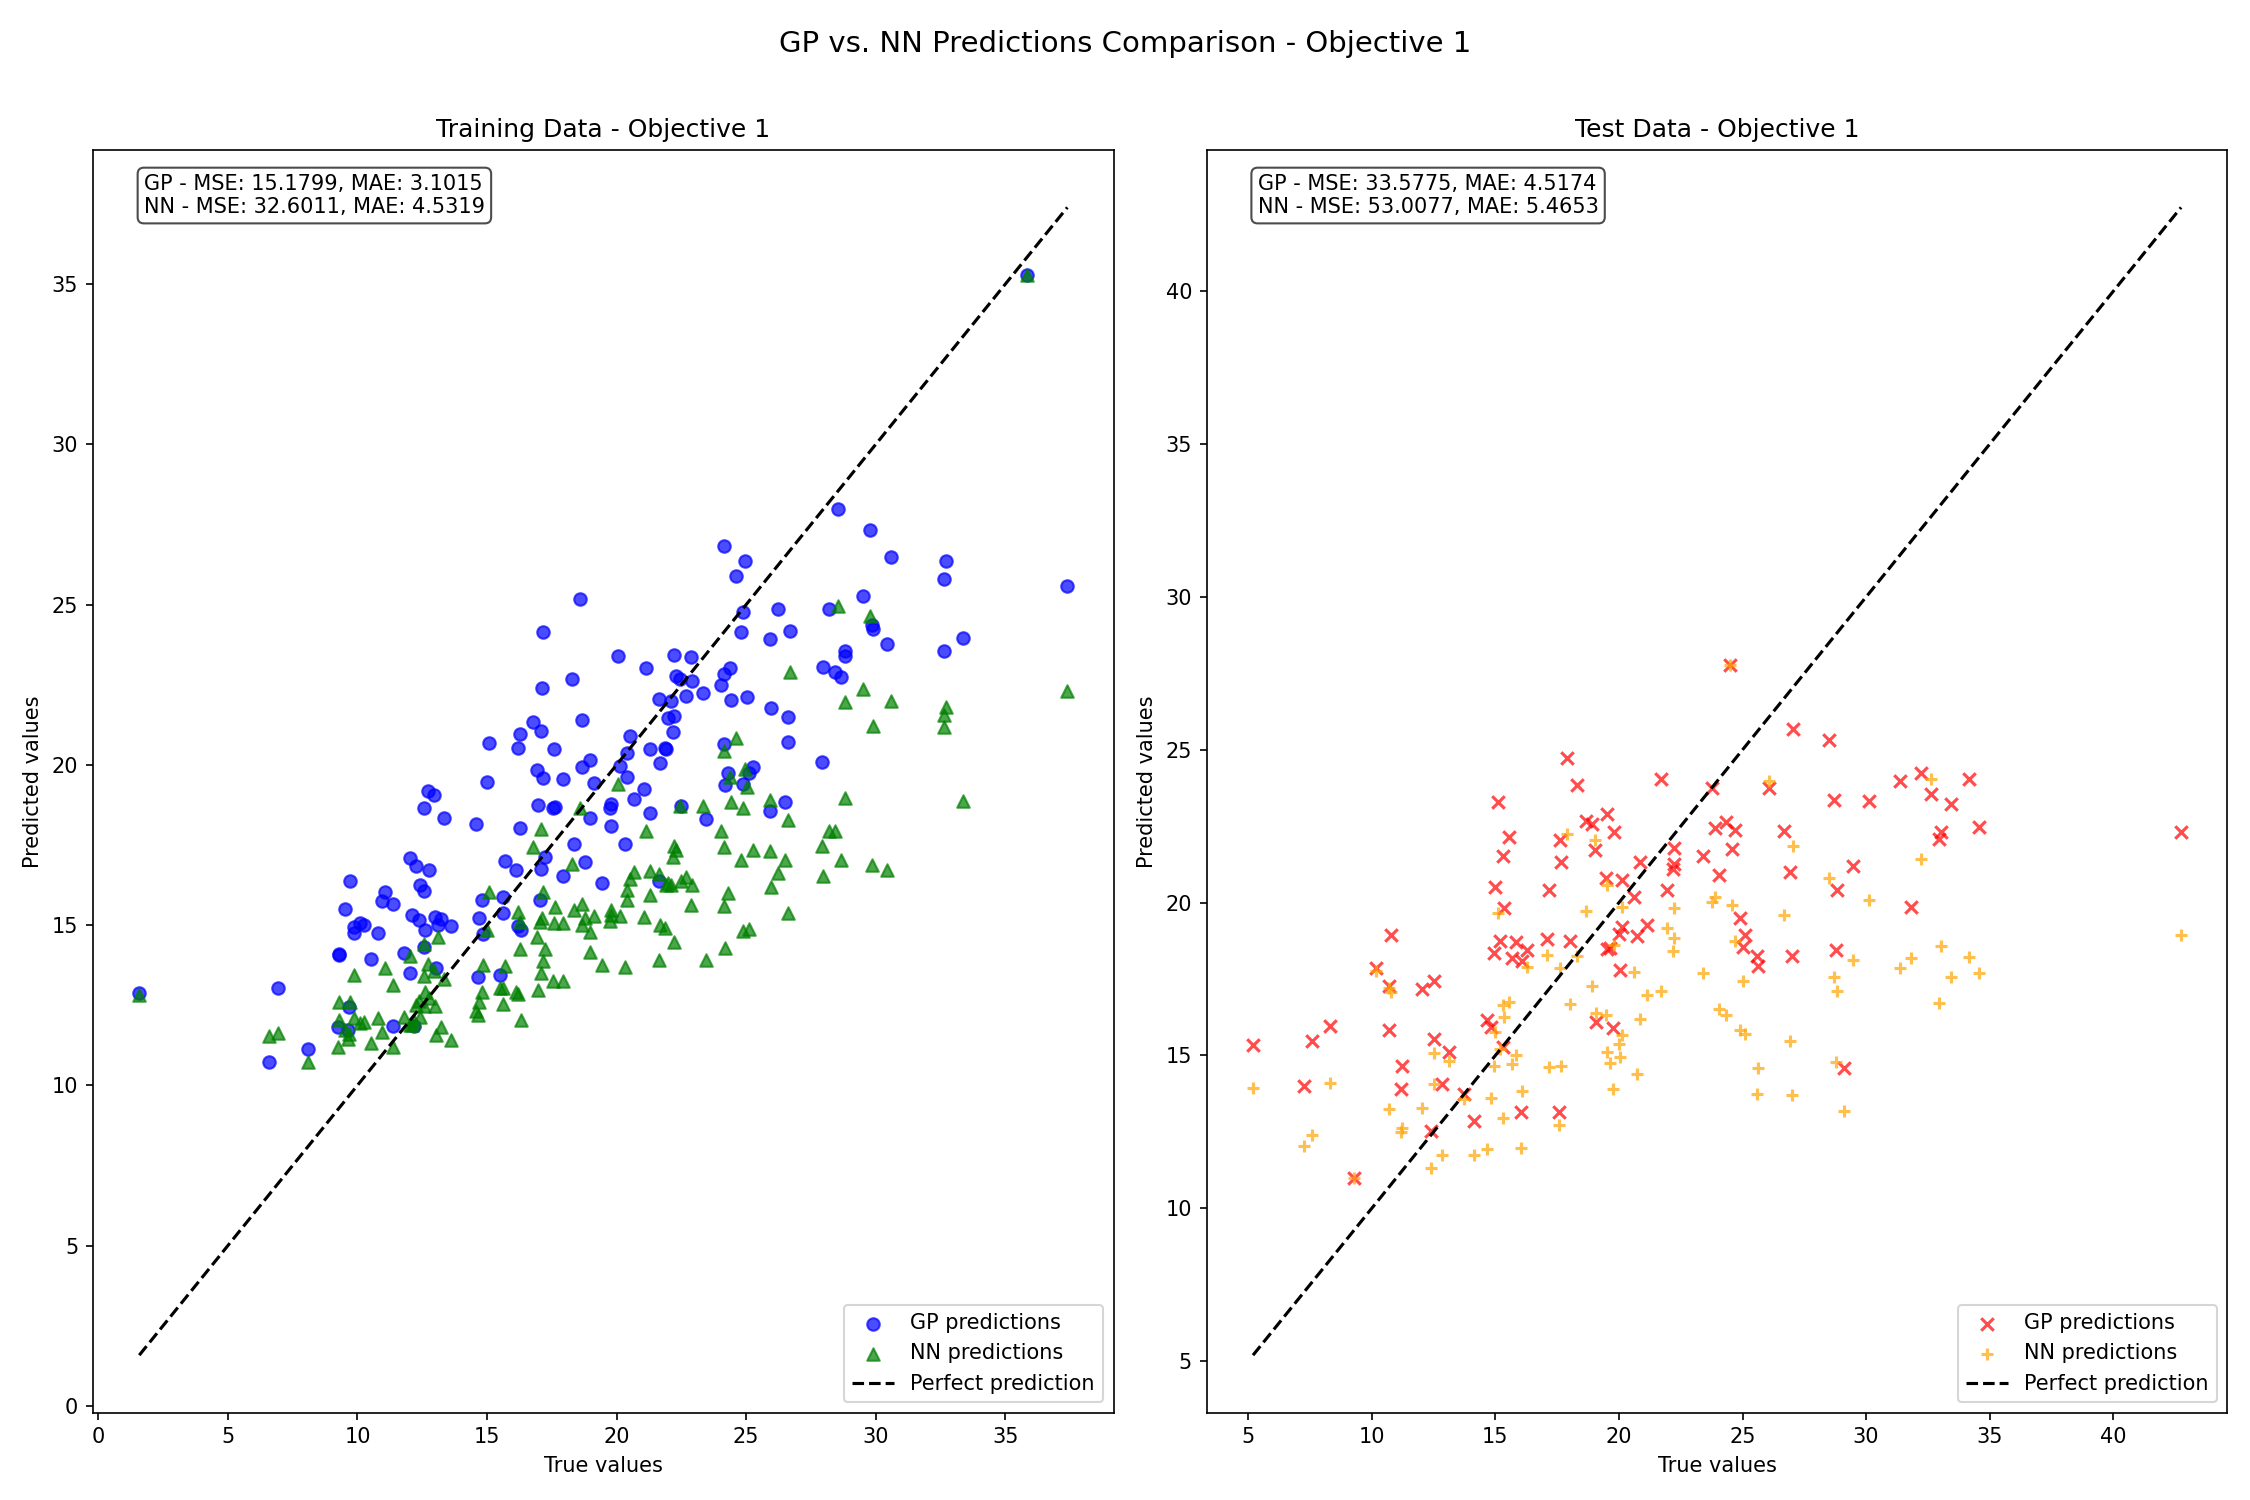 GP vs. NN Predictions Comparison - Objective 1
Training Data - Objective 1
GP - MSE: 15.1799, MAE: 3.1015
NN - MSE: 32.6011, MAE: 4.5319
35
30
25
20
15
10
5
0
Predicted values
0 5 10 15 20 25 30 35
True values
GP predictions
NN predictions
Perfect prediction
Test Data - Objective 1
GP - MSE: 33.5775, MAE: 4.5174
NN - MSE: 53.0077, MAE: 5.4653
40
35
30
25
20
15
10
5
Predicted values
5 10 15 20 25 30 35 40
True values
GP predictions
NN predictions
Perfect prediction